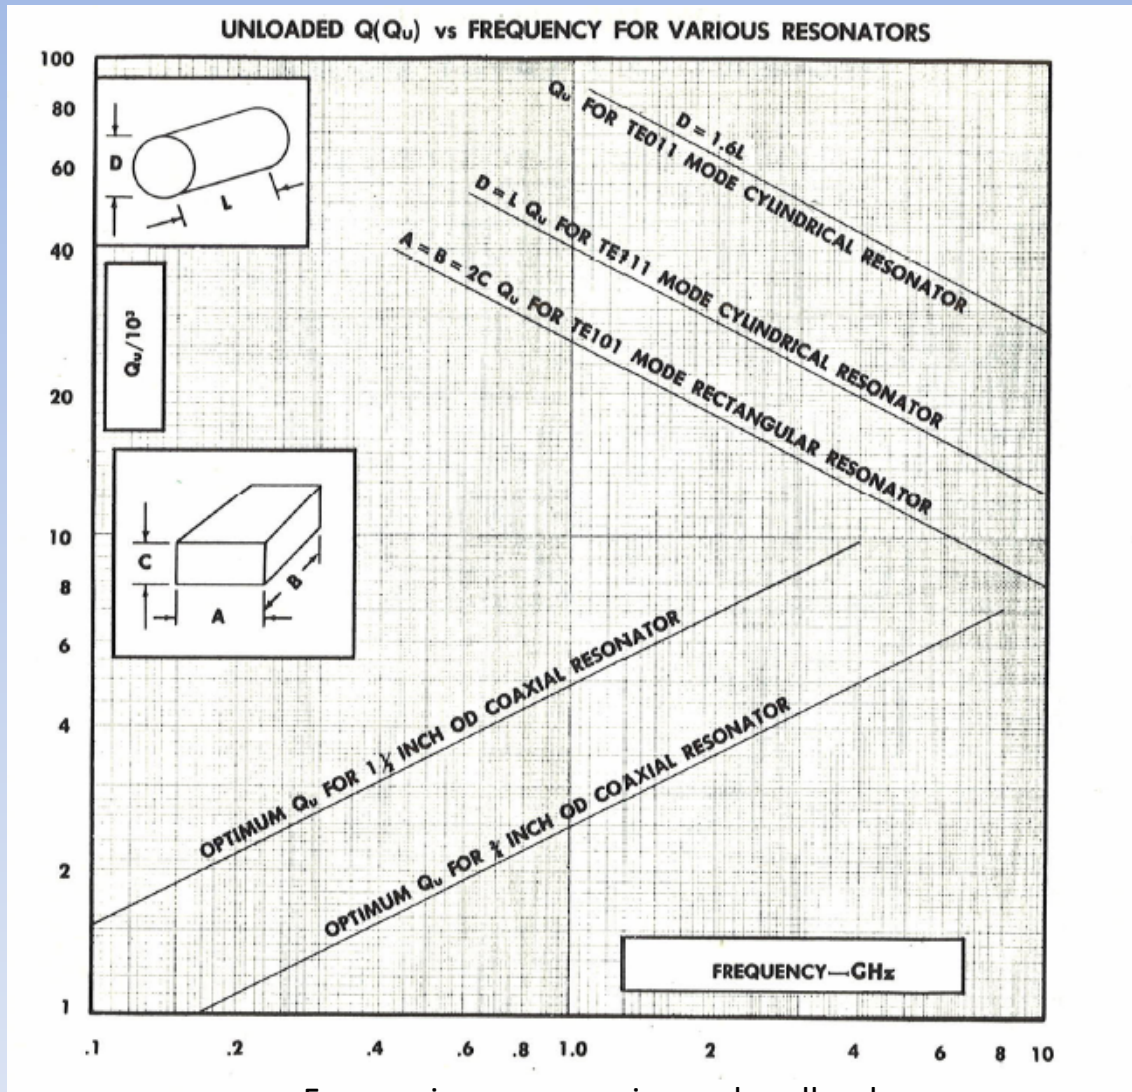 UNLOADED Q(Qu) vs FREQUENCY FOR VARIOUS RESONATORS
100
80
60
40
20
10
8
6
4
2
1
D
L
Qu/10³
C
A
B
Qu FOR TE011 MODE CYLINDRICAL RESONATOR
D = 1.6L
D = L Qu FOR TE711 MODE CYLINDRICAL RESONATOR
A = B = 2C Qu FOR TE101 MODE RECTANGULAR RESONATOR
OPTIMUM Qu FOR 1 ½ INCH OD COAXIAL RESONATOR
OPTIMUM Qu FOR ¾ INCH OD COAXIAL RESONATOR
FREQUENCY—GHz
.1 .2 .4 .6 .8 1.0 2 4 6 8 10